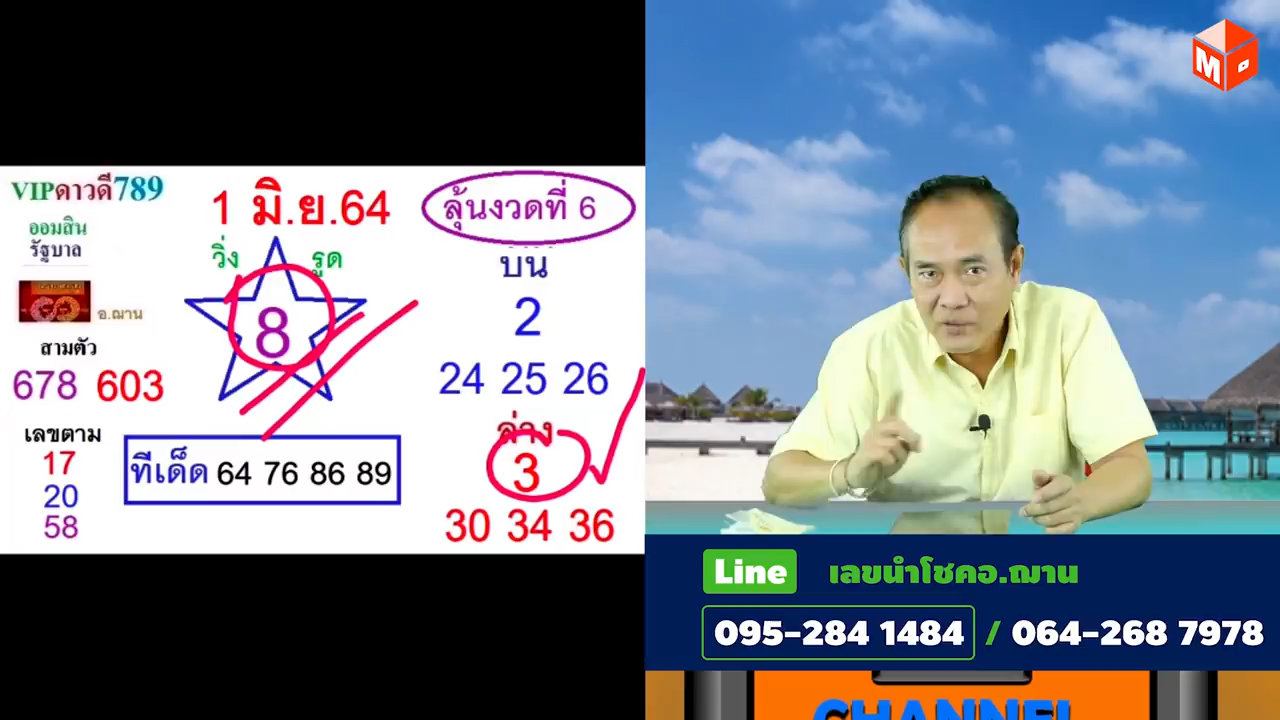 VIPดาวดี789
ออมสิน
รัฐบาล
อ.ฌาน
สามตัว
678 603
เลขตาม
17
20
58
1 มิ.ย.64
วิ่ง
รูด
8
ทีเด็ด 64 76 86 89
ลุ้นงวดที่ 6
บน
2
24 25 26
ล่าง
3
30 34 36
M
Line เลขนำโชคอ.ฌาน
095-284 1484 / 064-268 7978
CHANNEL